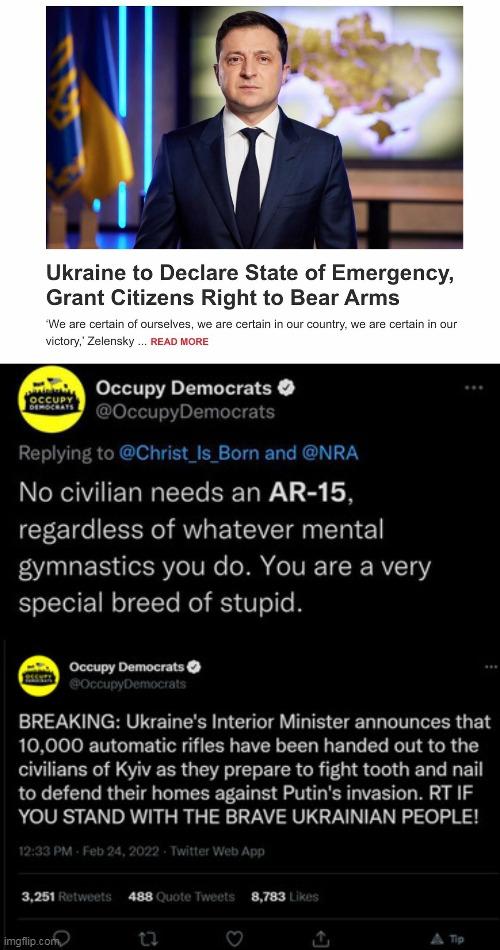 Ukraine to Declare State of Emergency,
Grant Citizens Right to Bear Arms
‘We are certain of ourselves, we are certain in our country, we are certain in our
victory,’ Zelensky ... READ MORE
OCCUPY
DEMOCRATS
Occupy Democrats
@OccupyDemocrats
Replying to @Christ_Is_Born and @NRA
No civilian needs an AR-15,
regardless of whatever mental
gymnastics you do. You are a very
special breed of stupid.
OCCUPY
DEMOCRATS
Occupy Democrats
@OccupyDemocrats
BREAKING: Ukraine's Interior Minister announces that
10,000 automatic rifles have been handed out to the
civilians of Kyiv as they prepare to fight tooth and nail
to defend their homes against Putin's invasion. RT IF
YOU STAND WITH THE BRAVE UKRAINIAN PEOPLE!
12:33 PM · Feb 24, 2022 · Twitter Web App
3,251 Retweets 488 Quote Tweets 8,783 Likes
Tip
imgflip.com